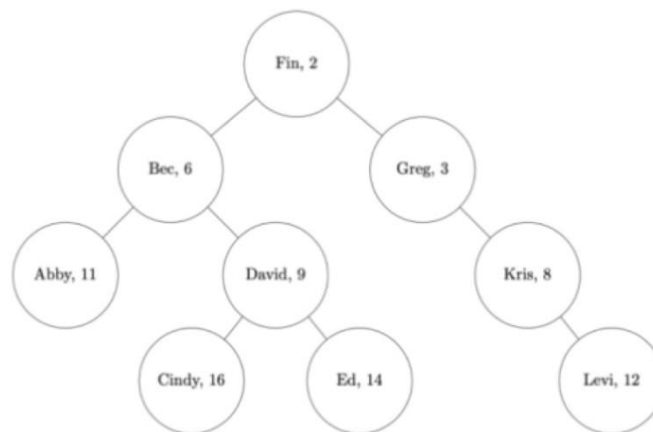 Fin, 2
Bec, 6
Greg, 3
Abby, 11
David, 9
Kris, 8
Cindy, 16
Ed, 14
Levi, 12